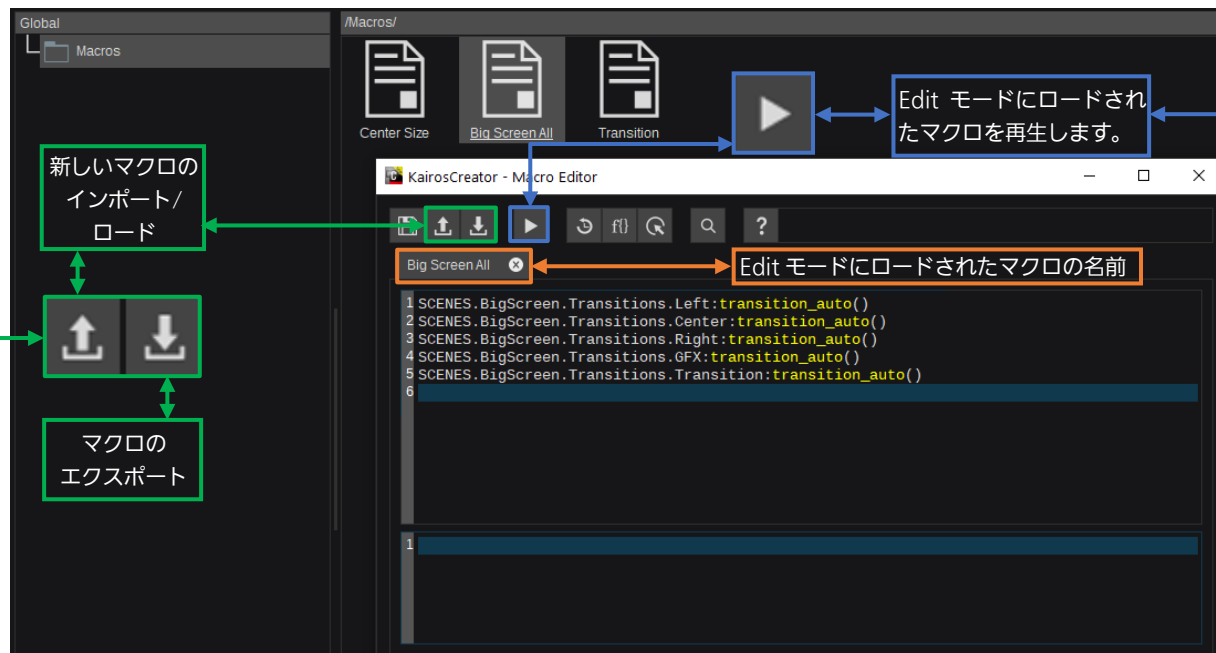 Global
/Macros/
Macros
Center Size
Big Screen All
Transition
Edit モードにロードされ
たマクロを再生します。
新しいマクロの
インポート/
ロード
KairosCreator - Macro Editor
f{}
?
Big Screen All
Edit モードにロードされたマクロの名前
1 SCENES.BigScreen.Transitions.Left:transition_auto()
2 SCENES.BigScreen.Transitions.Center:transition_auto()
3 SCENES.BigScreen.Transitions.Right:transition_auto()
4 SCENES.BigScreen.Transitions.GFX:transition_auto()
5 SCENES.BigScreen.Transitions.Transition:transition_auto()
6
マクロの
エクスポート
1